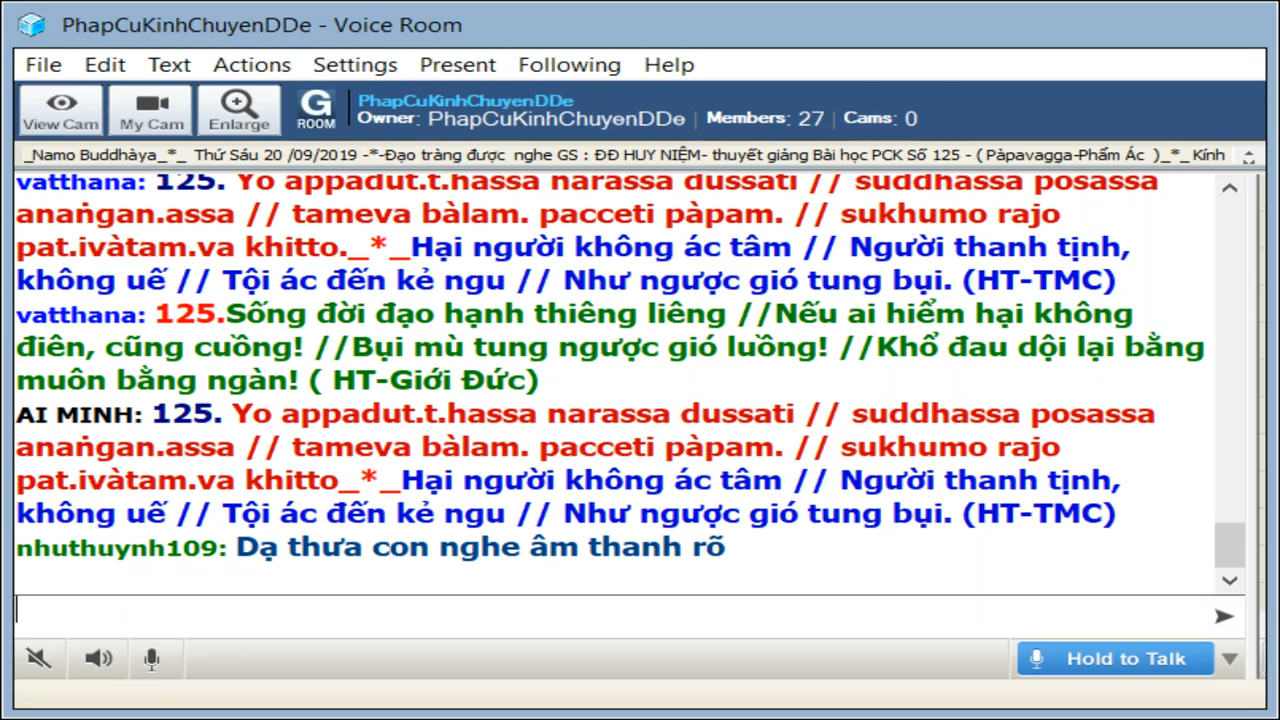 PhapCuKinhChuyenDDe - Voice Room
File Edit Text Actions Settings Present Following Help
View Cam My Cam Enlarge G ROOM
PhapCuKinhChuyenDDe
Owner: PhapCuKinhChuyenDDe | Members: 27 | Cams: 0
_Namo Buddhàya_*_ Thứ Sáu 20 /09/2019 -*-Đạo tràng được nghe GS : ĐĐ HUY NIỆM- thuyết giảng Bài học PCK Số 125 - ( Pàpavagga-Phẩm Ác )_*_ Kính
vatthana: 125. Yo appadut.t.hassa narassa dussati // suddhassa posassa
anaṅgan.assa // tameva bàlam. pacceti pàpam. // sukhumo rajo
pat.ivàtam.va khitto._*_Hại người không ác tâm // Người thanh tịnh,
không uế // Tội ác đến kẻ ngu // Như ngược gió tung bụi. (HT-TMC)
vatthana: 125.Sống đời đạo hạnh thiêng liêng //Nếu ai hiểm hại không
điên, cũng cuồng! //Bụi mù tung ngược gió luồng! //Khổ đau dội lại bằng
muôn bằng ngàn! ( HT-Giới Đức)
AI MINH: 125. Yo appadut.t.hassa narassa dussati // suddhassa posassa
anaṅgan.assa // tameva bàlam. pacceti pàpam. // sukhumo rajo
pat.ivàtam.va khitto_*_Hại người không ác tâm // Người thanh tịnh,
không uế // Tội ác đến kẻ ngu // Như ngược gió tung bụi. (HT-TMC)
nhuthuynh109: Dạ thưa con nghe âm thanh rõ
Hold to Talk